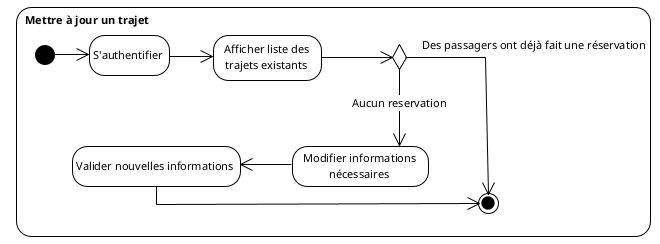 Mettre à jour un trajet
S'authentifier
Afficher liste des
trajets existants
Des passagers ont déjà fait une réservation
Aucun reservation
Modifier informations
nécessaires
Valider nouvelles informations